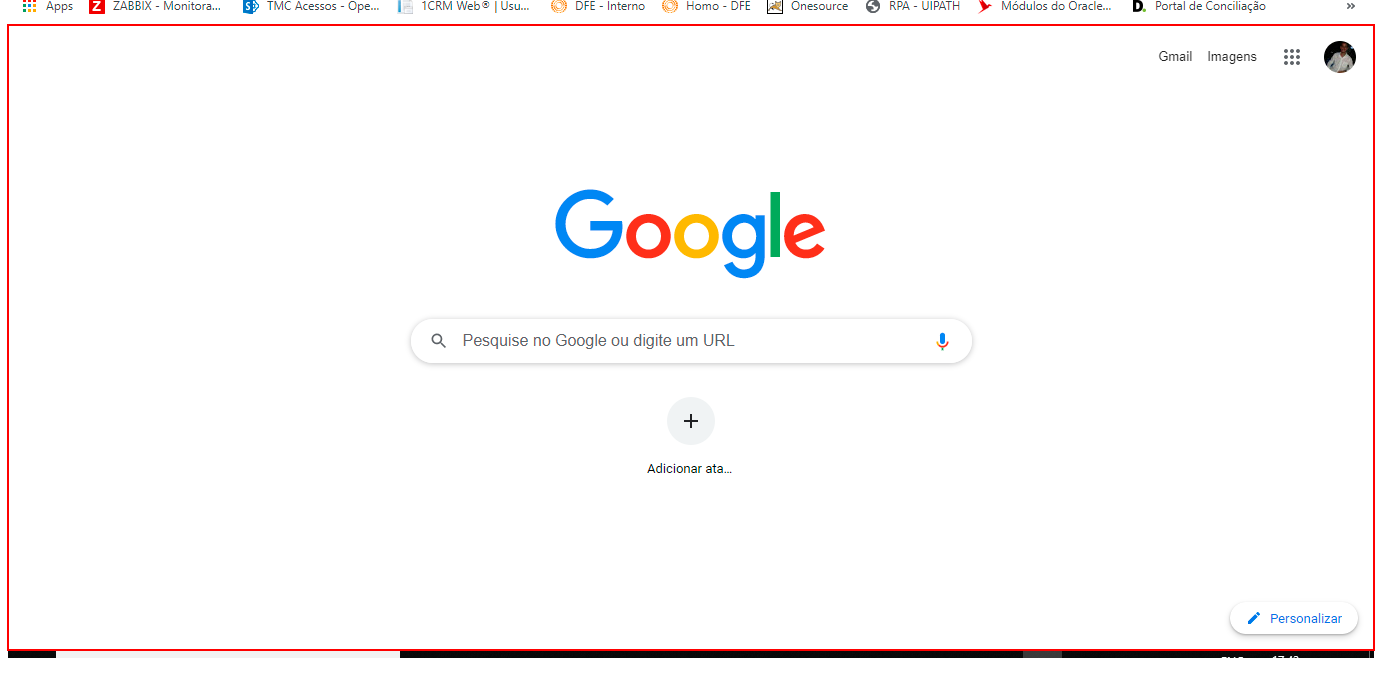 Apps ZABBIX - Monitora... TMC Acessos - Ope... 1CRM Web® | Usu... DFE - Interno Homo - DFE Onesource RPA - UIPATH Módulos do Oracle... Portal de Conciliação »
Gmail Imagens
Google
Pesquise no Google ou digite um URL
Adicionar ata...
Personalizar